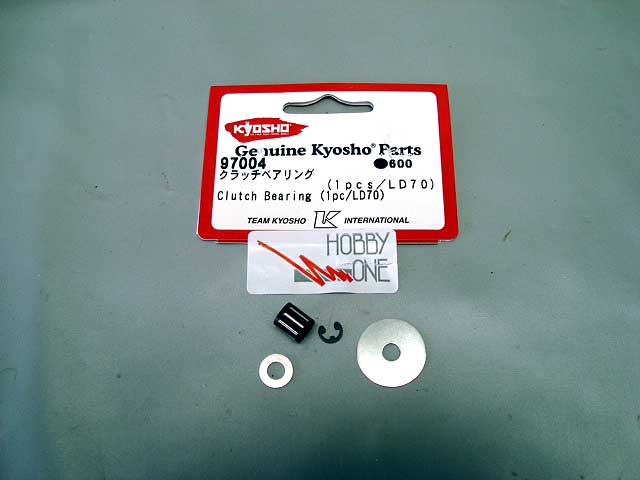 KYOSHO
Genuine Kyosho® Parts
97004 ●600
クラッチベアリング (1pcs/LD70)
Clutch Bearing (1pc/LD70)
TEAM KYOSHO K INTERNATIONAL
HOBBY
ONE